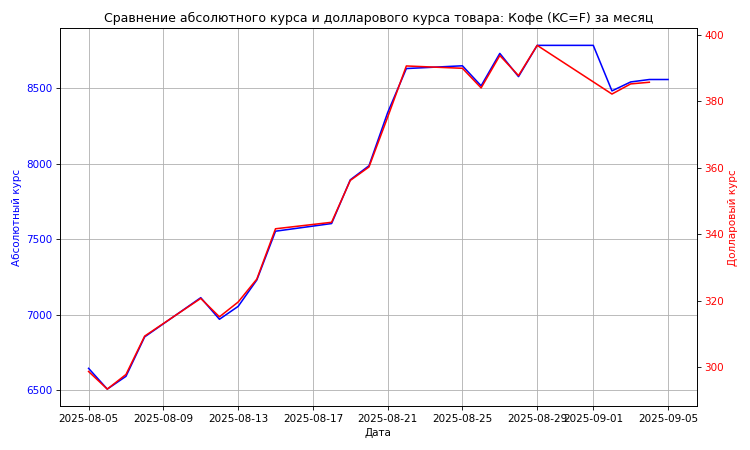 Сравнение абсолютного курса и долларового курса товара: Кофе (KC=F) за месяц
Абсолютный курс
8500
8000
7500
7000
6500
400
380
360
340
320
300
Долларовый курс
2025-08-05 2025-08-09 2025-08-13 2025-08-17 2025-08-21 2025-08-25 2025-08-29 2025-09-01 2025-09-05
Дата